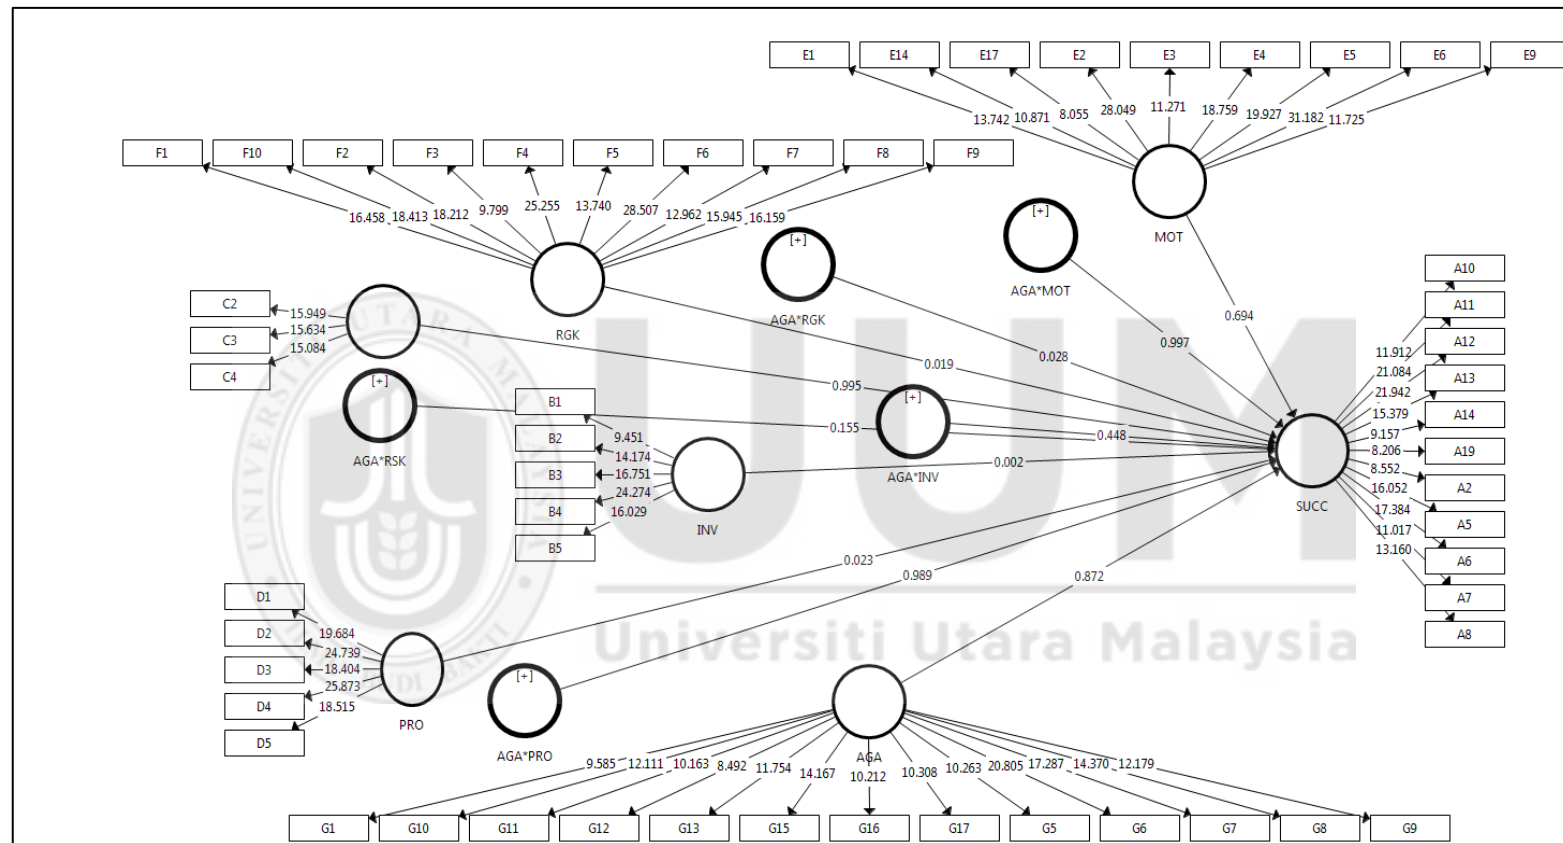 E1 E14 E17 E2 E3 E4 E5 E6 E9
13.742 10.871 8.055 28.049 11.271 18.759 19.927 31.182 11.725
MOT
F1 F10 F2 F3 F4 F5 F6 F7 F8 F9
16.458 18.413 18.212 9.799 25.255 13.740 28.507 12.962 15.945 16.159
RGK
[+]
AGA*RGK
[+]
AGA*MOT
C2
C3
C4
15.949
15.634
15.084
[+]
AGA*RSK
B1
B2
B3
B4
B5
9.451
14.174
16.751
24.274
16.029
INV
[+]
AGA*INV
0.694
0.997
0.028
0.019
0.995
0.155
0.448
0.002
0.023
0.989
0.872
SUCC
11.912
21.084
21.942
15.379
9.157
8.206
8.552
16.052
17.384
11.017
13.160
A10
A11
A12
A13
A14
A19
A2
A5
A6
A7
A8
D1
D2
D3
D4
D5
19.684
24.739
18.404
25.873
18.515
PRO
[+]
AGA*PRO
AGA
9.585 12.111 10.163 8.492 11.754 14.167 10.212 10.308 10.263 20.805 17.287 14.370 12.179
G1 G10 G11 G12 G13 G15 G16 G17 G5 G6 G7 G8 G9
UUM
Universiti Utara Malaysia
UNIVERSITI UTARA MALAYSIA